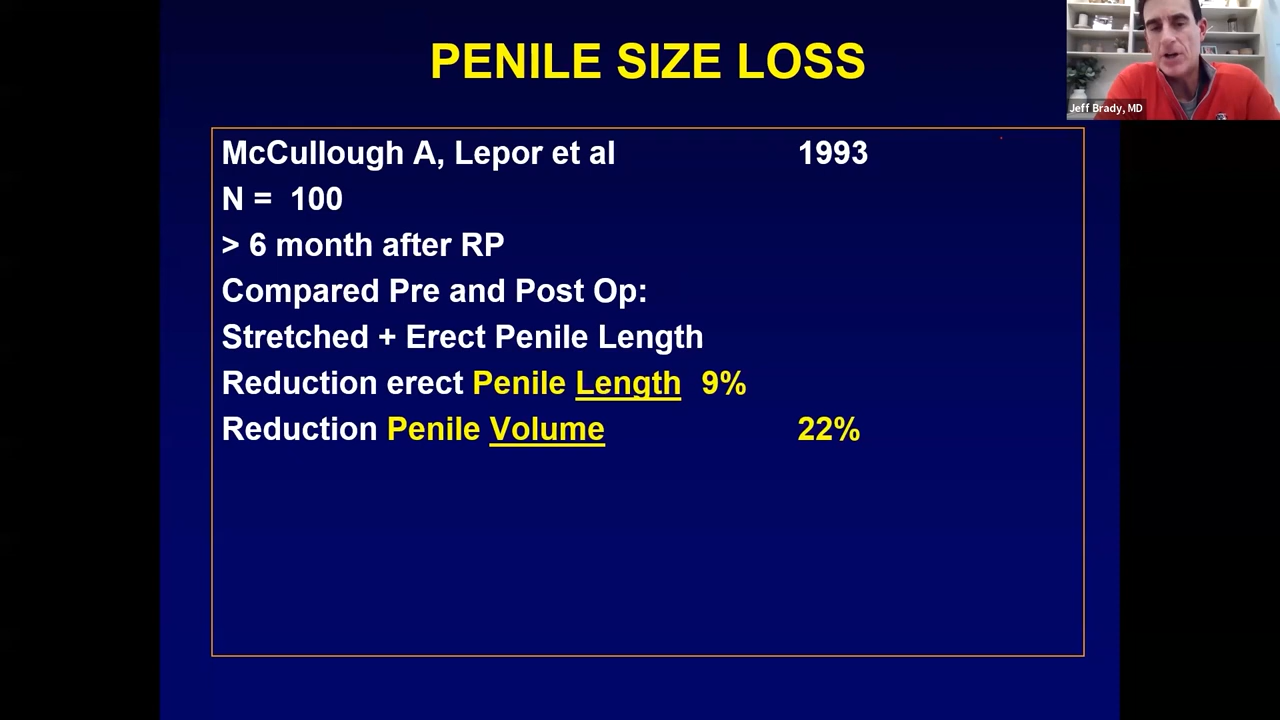 PENILE SIZE LOSS
Jeff Brady, MD
McCullough A, Lepor et al 1993
N = 100
> 6 month after RP
Compared Pre and Post Op:
Stretched + Erect Penile Length
Reduction erect Penile Length 9%
Reduction Penile Volume 22%